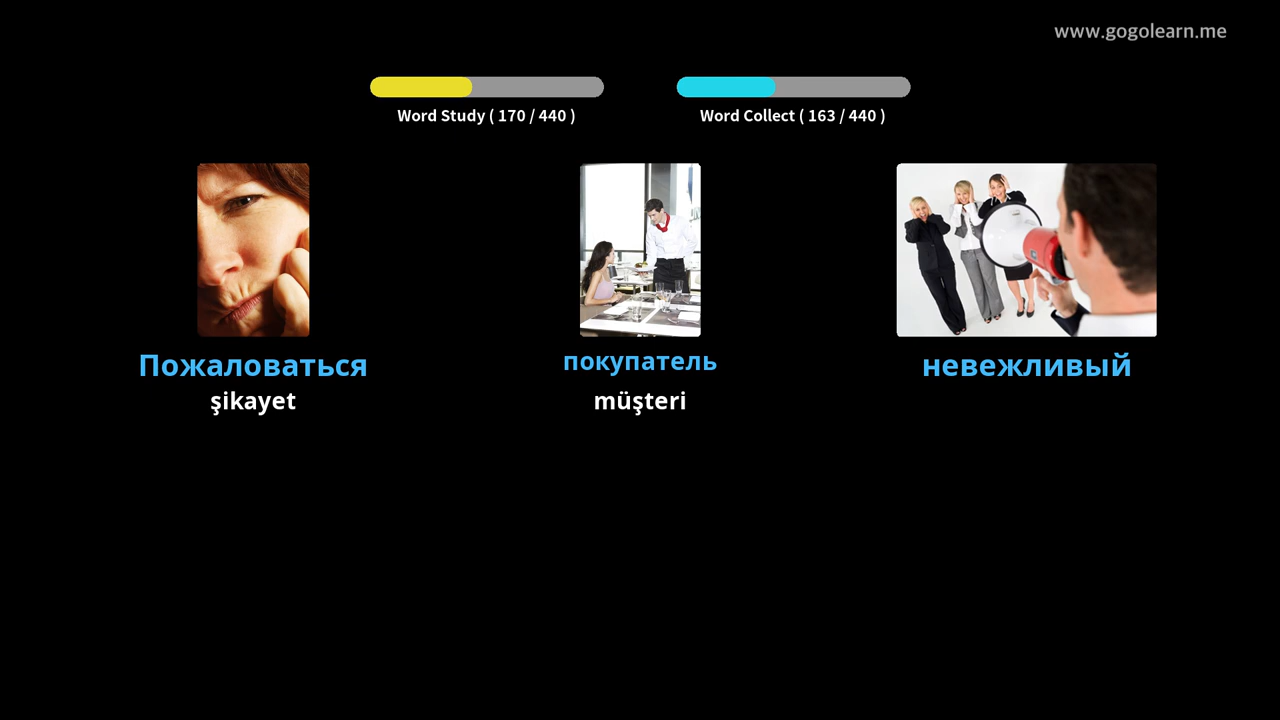 www.gogolearn.me
Word Study ( 170 / 440 )
Word Collect ( 163 / 440 )
Пожаловаться
şikayet
покупатель
müşteri
невежливый